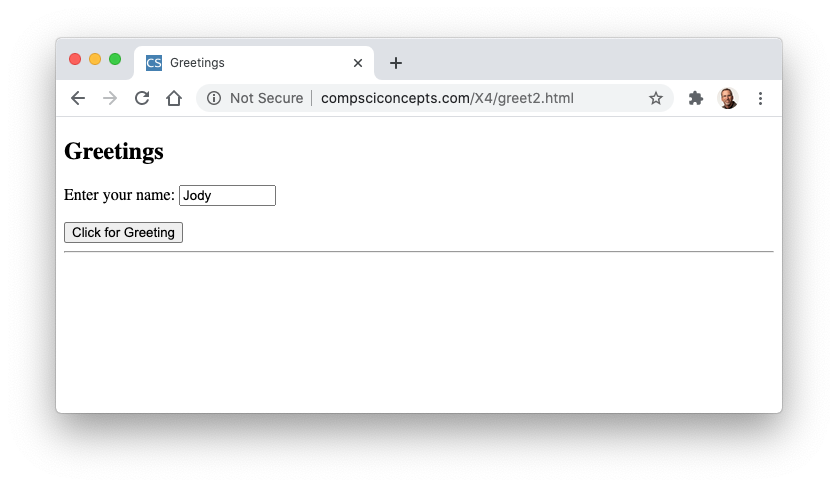 CS Greetings
Not Secure compsciconcepts.com/X4/greet2.html
Greetings
Enter your name: Jody
Click for Greeting